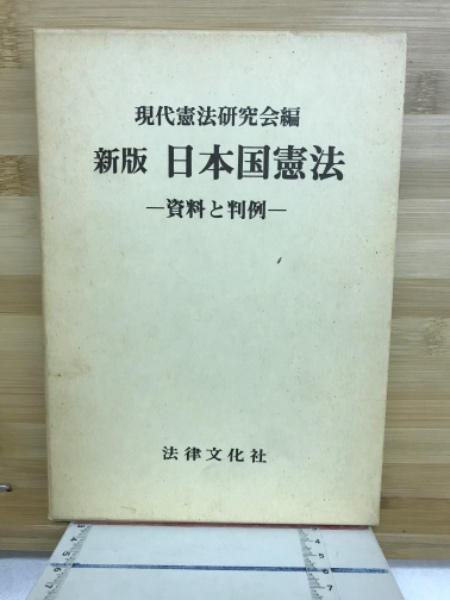 現代憲法研究会編
新版 日本国憲法
―資料と判例―
法律文化社